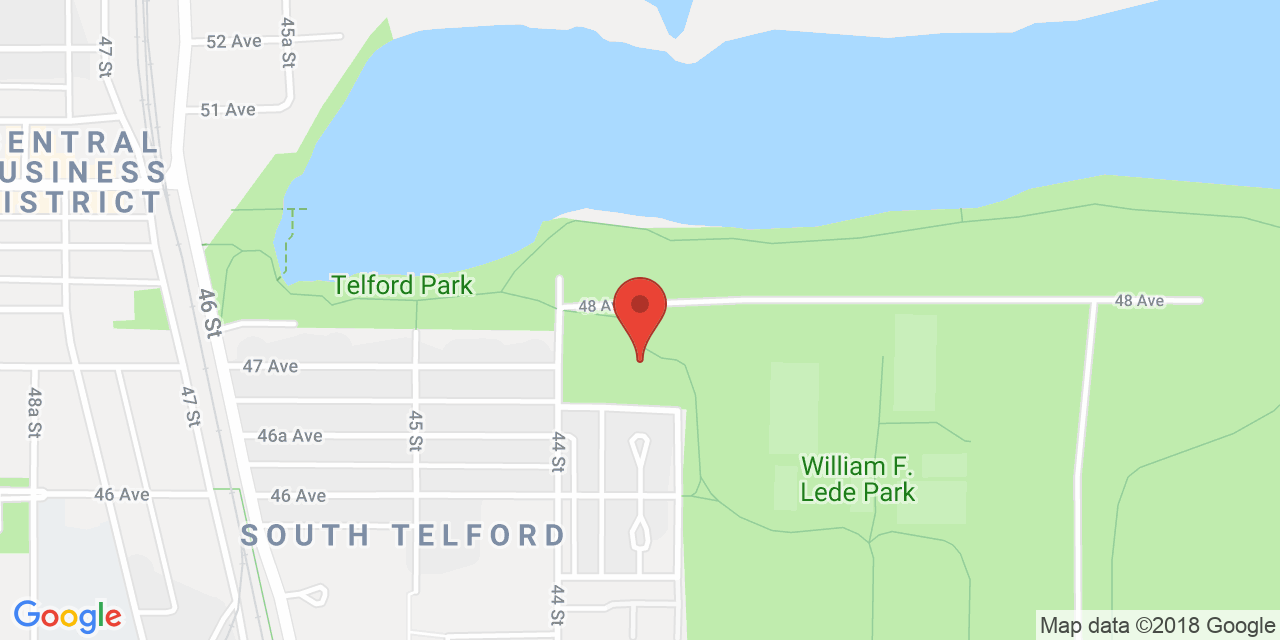 52 Ave
45a St
47 St
51 Ave
ENTRAL
USINESS
ISTRICT
Telford Park
48 Av
48 Ave
46 St
47 Ave
47 St
48a St
45 St
46a Ave
44 St
William F.
Lede Park
46 Ave
46 Ave
SOUTH TELFORD
44 St
Google
Map data ©2018 Google